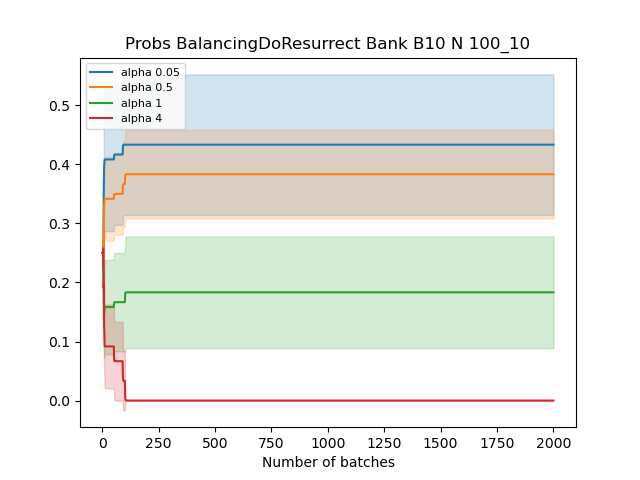 Probs BalancingDoResurrect Bank B10 N 100_10
alpha 0.05
alpha 0.5
alpha 1
alpha 4
0.5
0.4
0.3
0.2
0.1
0.0
0 250 500 750 1000 1250 1500 1750 2000
Number of batches